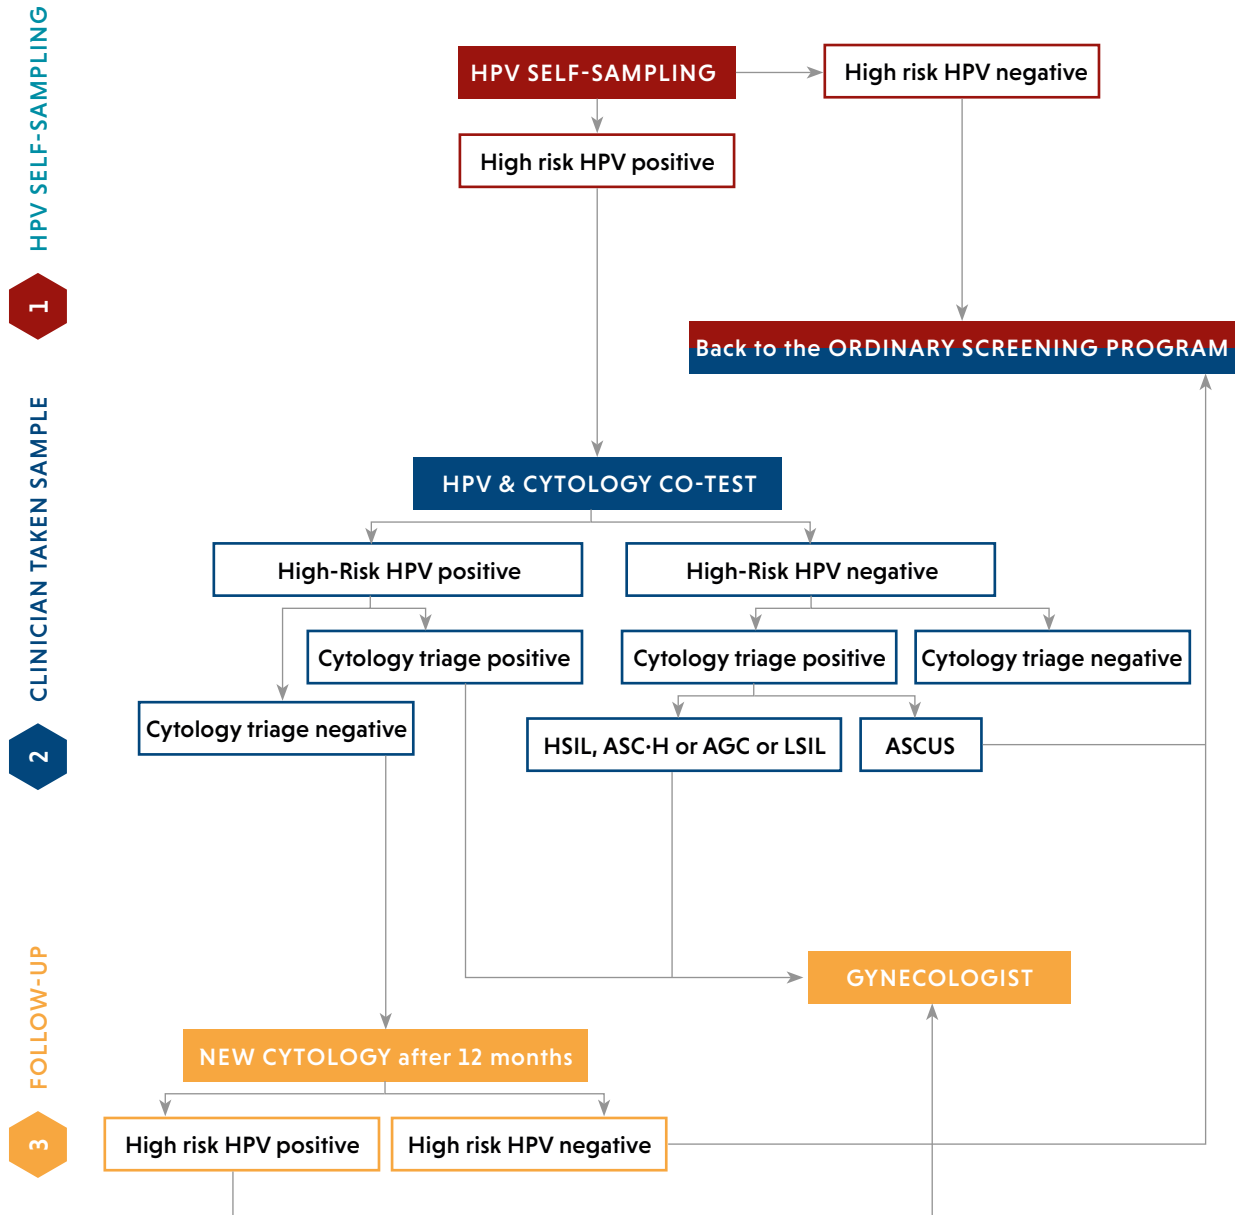 HPV SELF-SAMPLING
1
HPV SELF-SAMPLING
High risk HPV negative
High risk HPV positive
Back to the ORDINARY SCREENING PROGRAM
CLINICIAN TAKEN SAMPLE
2
HPV & CYTOLOGY CO-TEST
High-Risk HPV positive
High-Risk HPV negative
Cytology triage positive
Cytology triage positive
Cytology triage negative
Cytology triage negative
HSIL, ASC·H or AGC or LSIL
ASCUS
FOLLOW-UP
3
GYNECOLOGIST
NEW CYTOLOGY after 12 months
High risk HPV positive
High risk HPV negative